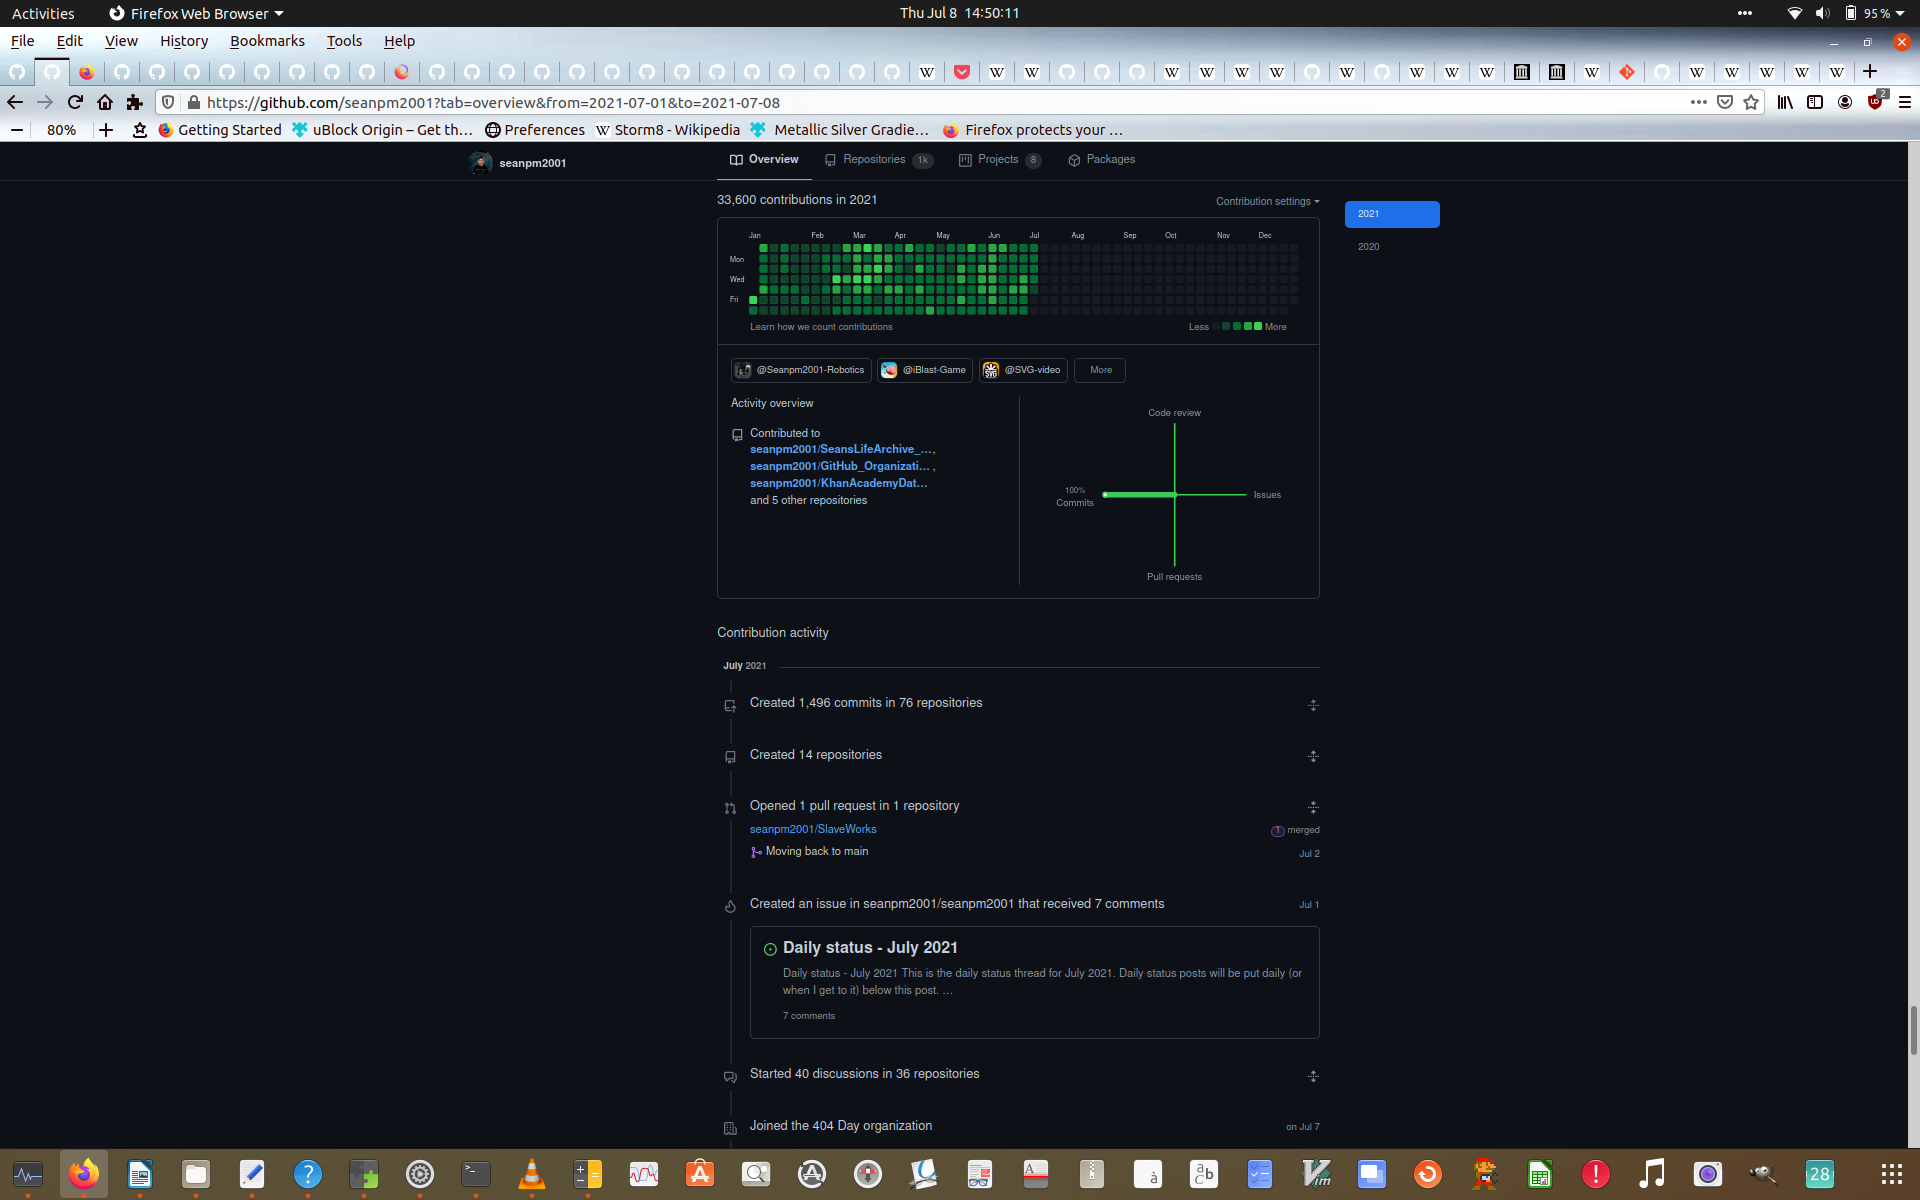 Activities
Firefox Web Browser
Thu Jul 8 14:50:11
95 %
File Edit View History Bookmarks Tools Help
https://github.com/seanpm2001?tab=overview&from=2021-07-01&to=2021-07-08
2
80%
Getting Started
uBlock Origin – Get th…
Preferences
Storm8 - Wikipedia
Metallic Silver Gradie…
Firefox protects your …
seanpm2001
Overview
Repositories 1k
Projects 8
Packages
33,600 contributions in 2021
Contribution settings
2021
2020
Jan Feb Mar Apr May Jun Jul Aug Sep Oct Nov Dec
Mon
Wed
Fri
Learn how we count contributions
Less More
@Seanpm2001-Robotics
@iBlast-Game
SVG
@SVG-video
More
Activity overview
Contributed to
seanpm2001/SeansLifeArchive_…,
seanpm2001/GitHub_Organizati… ,
seanpm2001/KhanAcademyDat…
and 5 other repositories
Code review
100%
Commits
Issues
Pull requests
Contribution activity
July 2021
Created 1,496 commits in 76 repositories
Created 14 repositories
Opened 1 pull request in 1 repository
seanpm2001/SlaveWorks
1 merged
Moving back to main
Jul 2
Created an issue in seanpm2001/seanpm2001 that received 7 comments
Jul 1
Daily status - July 2021
Daily status - July 2021 This is the daily status thread for July 2021. Daily status posts will be put daily (or
when I get to it) below this post. …
7 comments
Started 40 discussions in 36 repositories
Joined the 404 Day organization
on Jul 7
28